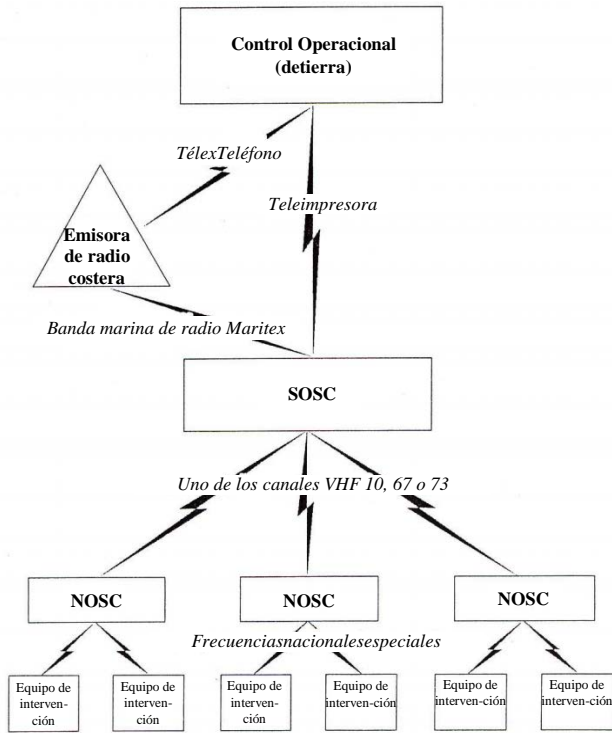 Control Operacional
(detierra)
TélexTeléfono
Teleimpresora
Emisora
de radio
costera
Banda marina de radio Maritex
SOSC
Uno de los canales VHF 10, 67 o 73
NOSC
NOSC
NOSC
Frecuenciasnacionalesespeciales
Equipo de
interven-
ción
Equipo de
interven-
ción
Equipo de
interven-
ción
Equipo de
interven-ción
Equipo de
interven-ción
Equipo de
interven-ción